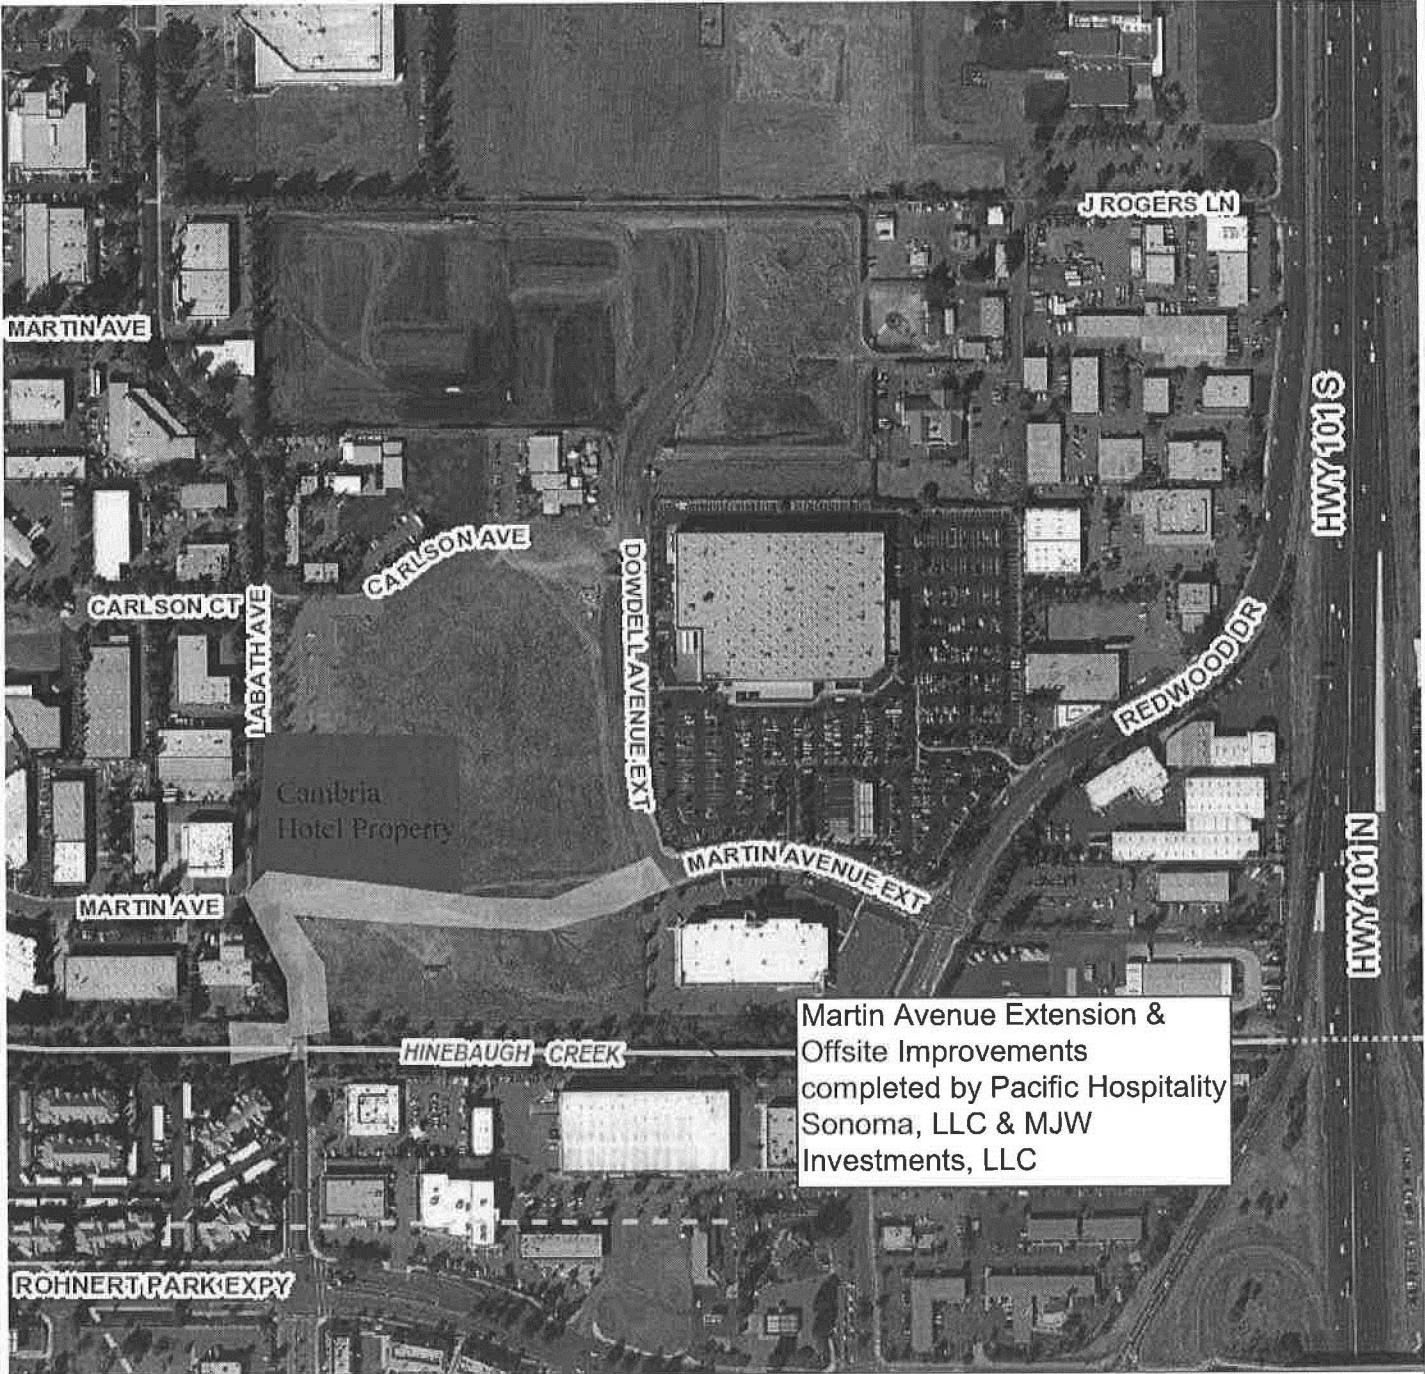 J ROGERS LN
MARTIN AVE
HWY 101 S
CARLSON AVE
CARLSON CT
LABATH AVE
DOWDELL AVENUE EXT
REDWOOD DR
Cambria
Hotel Property
MARTIN AVENUE EXT
HWY 101 N
MARTIN AVE
Martin Avenue Extension &
Offsite Improvements
completed by Pacific Hospitality
Sonoma, LLC & MJW
Investments, LLC
HINEBAUGH CREEK
ROHNERT PARK EXPY